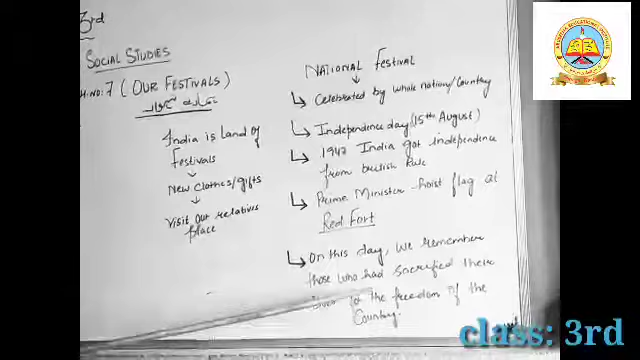 3rd
SOCIAL STUDIES
H.NO: 7 (OUR FESTIVALS)
India is Land of
Festivals
New clothes/gifts
Visit our relatives
place
NATIONAL Festival
Celebrated by whole nation/Country
Independence day (15th August)
1947 India got independence
from british Rule
Prime Minister hoist flag at
Red Fort
On this day, we remember
those who had sacrificed their
for the freedom of the
Country.
class: 3rd